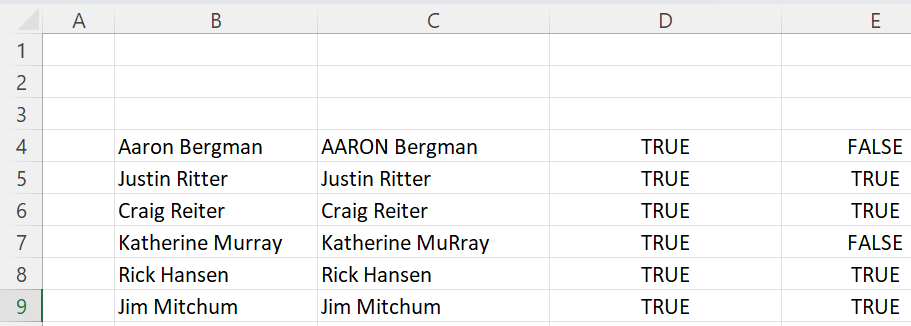 A B C D E
1
2
3
4 Aaron Bergman AARON Bergman TRUE FALSE
5 Justin Ritter Justin Ritter TRUE TRUE
6 Craig Reiter Craig Reiter TRUE TRUE
7 Katherine Murray Katherine MuRray TRUE FALSE
8 Rick Hansen Rick Hansen TRUE TRUE
9 Jim Mitchum Jim Mitchum TRUE TRUE